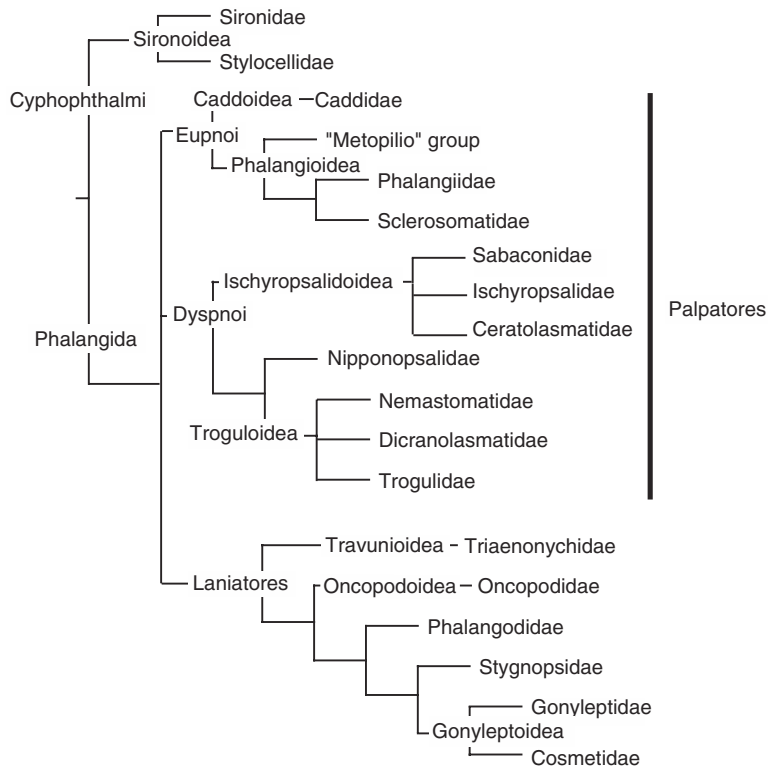 Sironidae
Sironoidea
Stylocellidae
Cyphophthalmi
Caddoidea
Caddidae
Eupnoi
"Metopilio" group
Phalangioidea
Phalangiidae
Sclerosomatidae
Sabaconidae
Ischyropsalidoidea
Ischyropsalidae
Palpatores
Dyspnoi
Ceratolasmatidae
Phalangida
Nipponopsalidae
Nemastomatidae
Troguloidea
Dicranolasmatidae
Trogulidae
Travunioidea
Triaenonychidae
Laniatores
Oncopodoidea
Oncopodidae
Phalangodidae
Stygnopsidae
Gonyleptidae
Gonyleptoidea
Cosmetidae